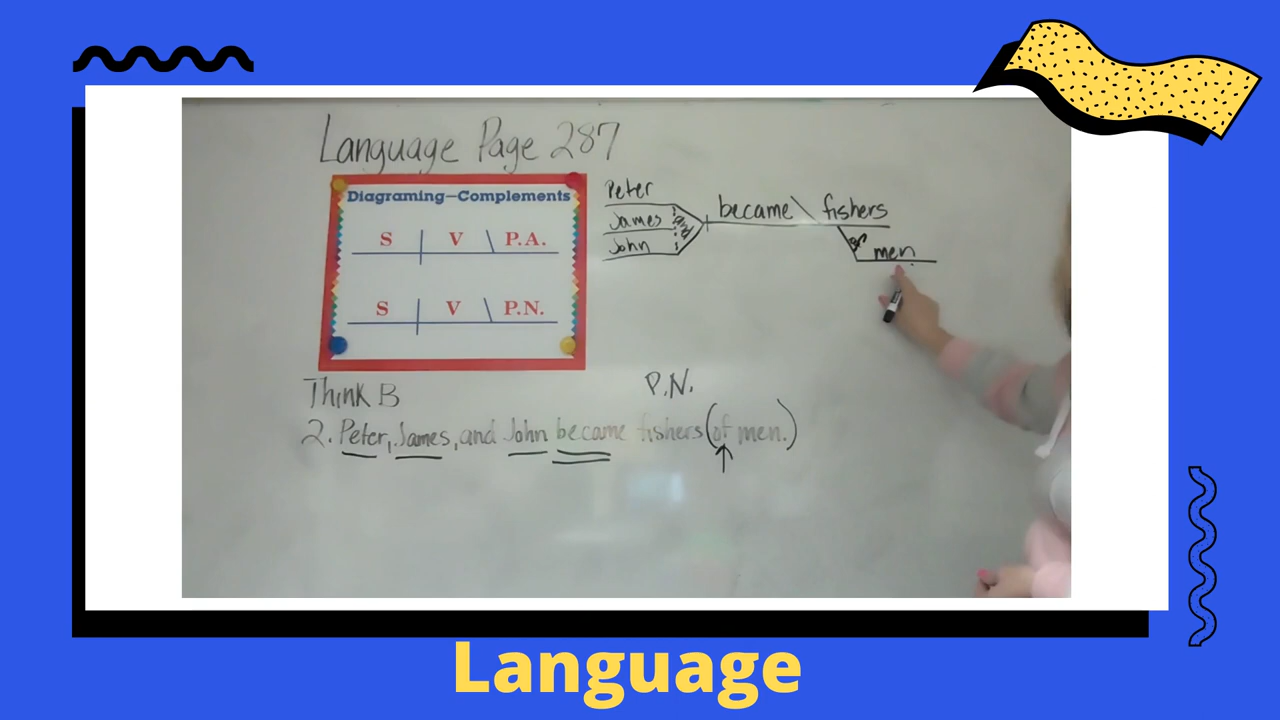 Language Page 287
Diagraming—Complements
S V P.A.
S V P.N.
Peter
James
John
and
became fishers
of
men
Think B
P.N.
2. Peter, James, and John became fishers (of men.)
Language